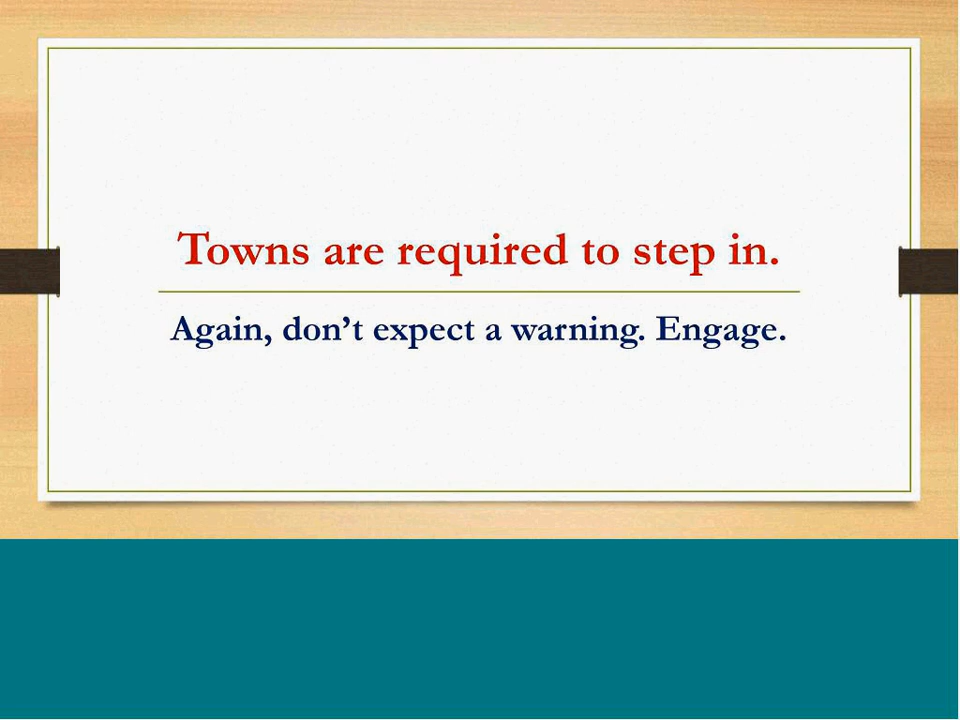 Towns are required to step in.
Again, don’t expect a warning. Engage.